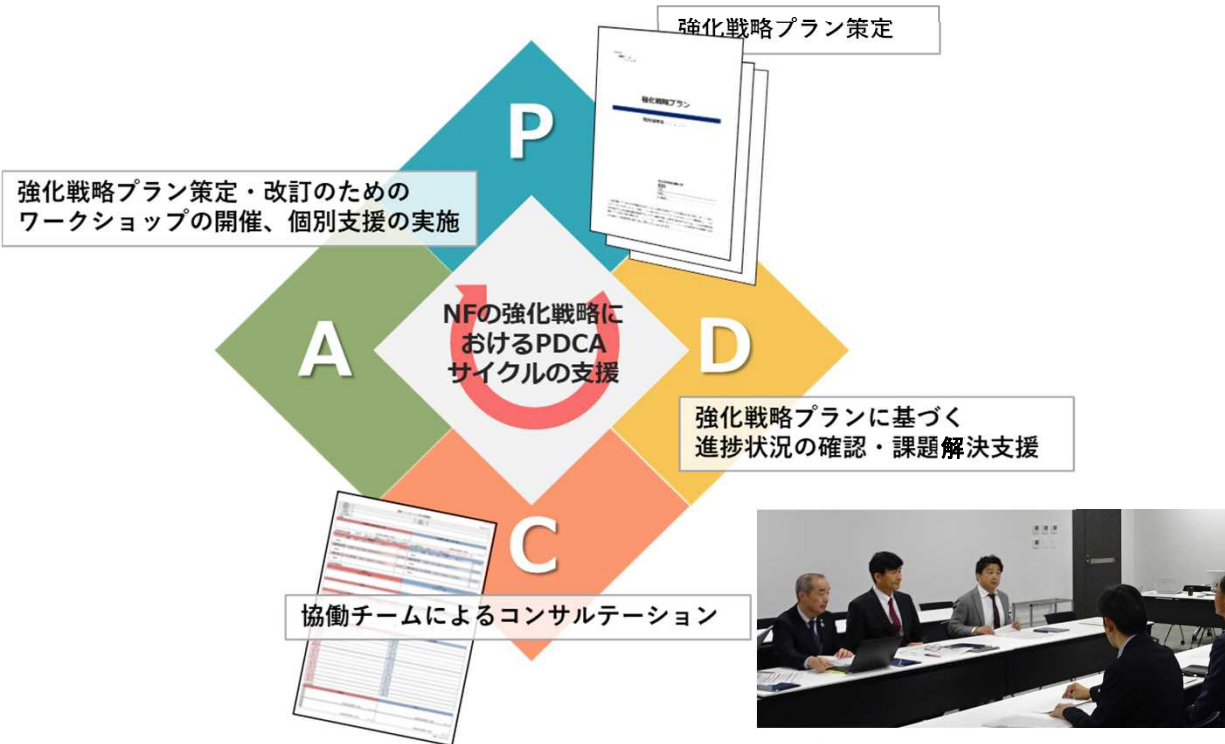 強化戦略プラン策定
P
強化戦略プラン
強化戦略プラン策定・改訂のための
ワークショップの開催、個別支援の実施
NFの強化戦略に
おけるPDCA
サイクルの支援
A
D
強化戦略プランに基づく
進捗状況の確認・課題解決支援
C
協働チームによるコンサルテーション